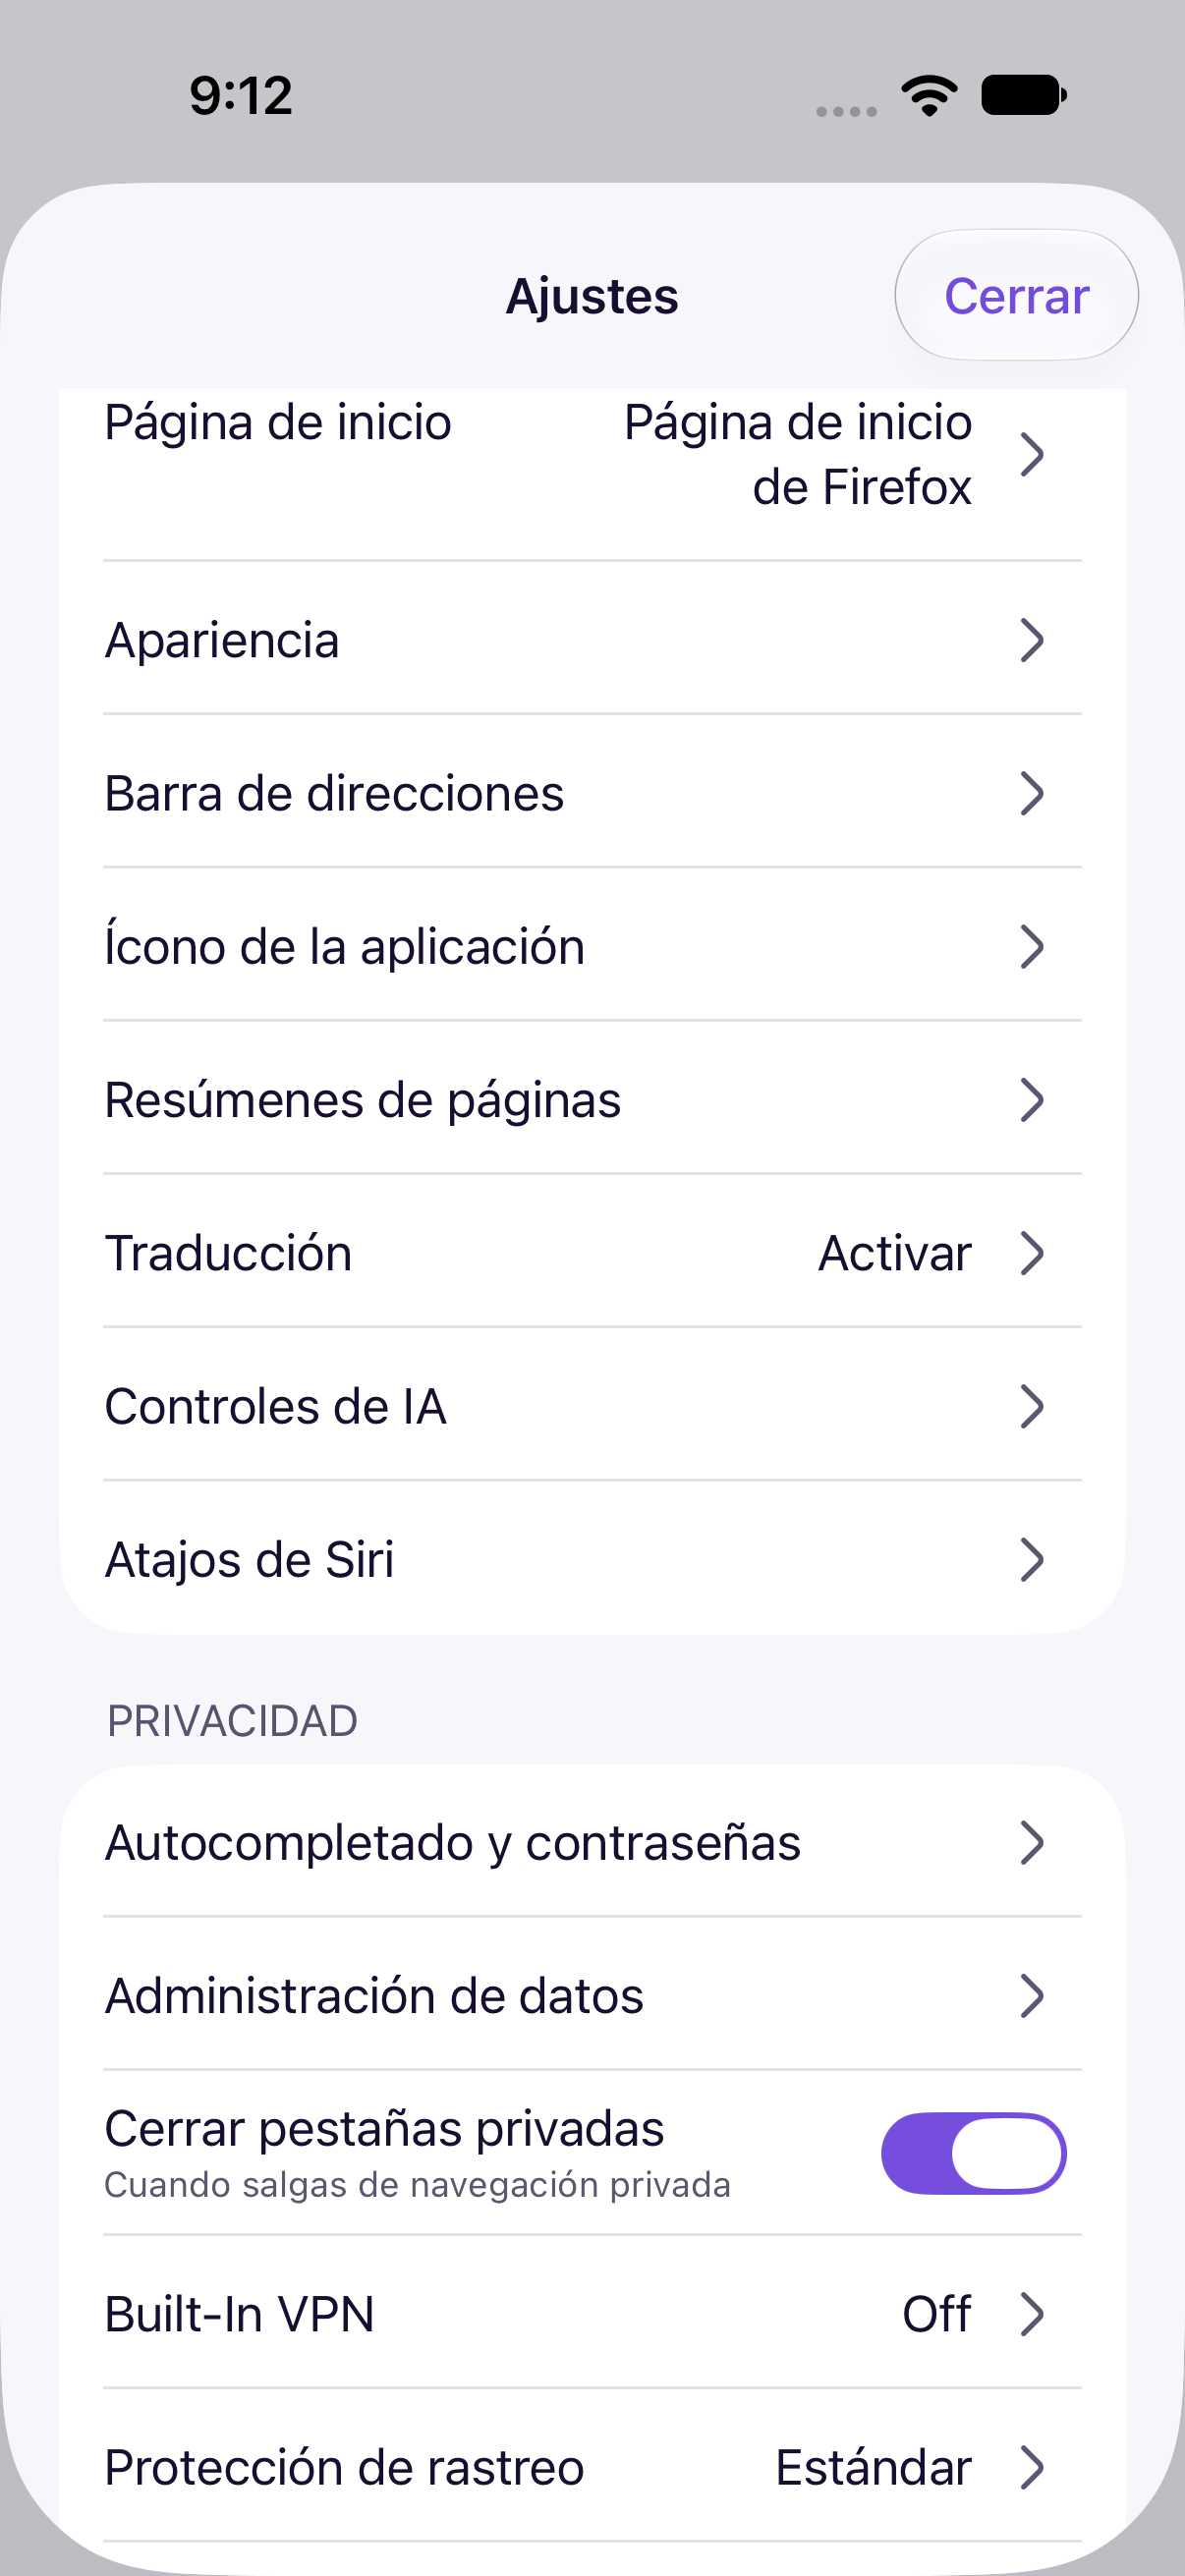 9:12
Ajustes
Cerrar
Página de inicio
Página de inicio
de Firefox
Apariencia
Barra de direcciones
Ícono de la aplicación
Resúmenes de páginas
Traducción
Activar
Controles de IA
Atajos de Siri
PRIVACIDAD
Autocompletado y contraseñas
Administración de datos
Cerrar pestañas privadas
Cuando salgas de navegación privada
Built-In VPN
Off
Protección de rastreo
Estándar